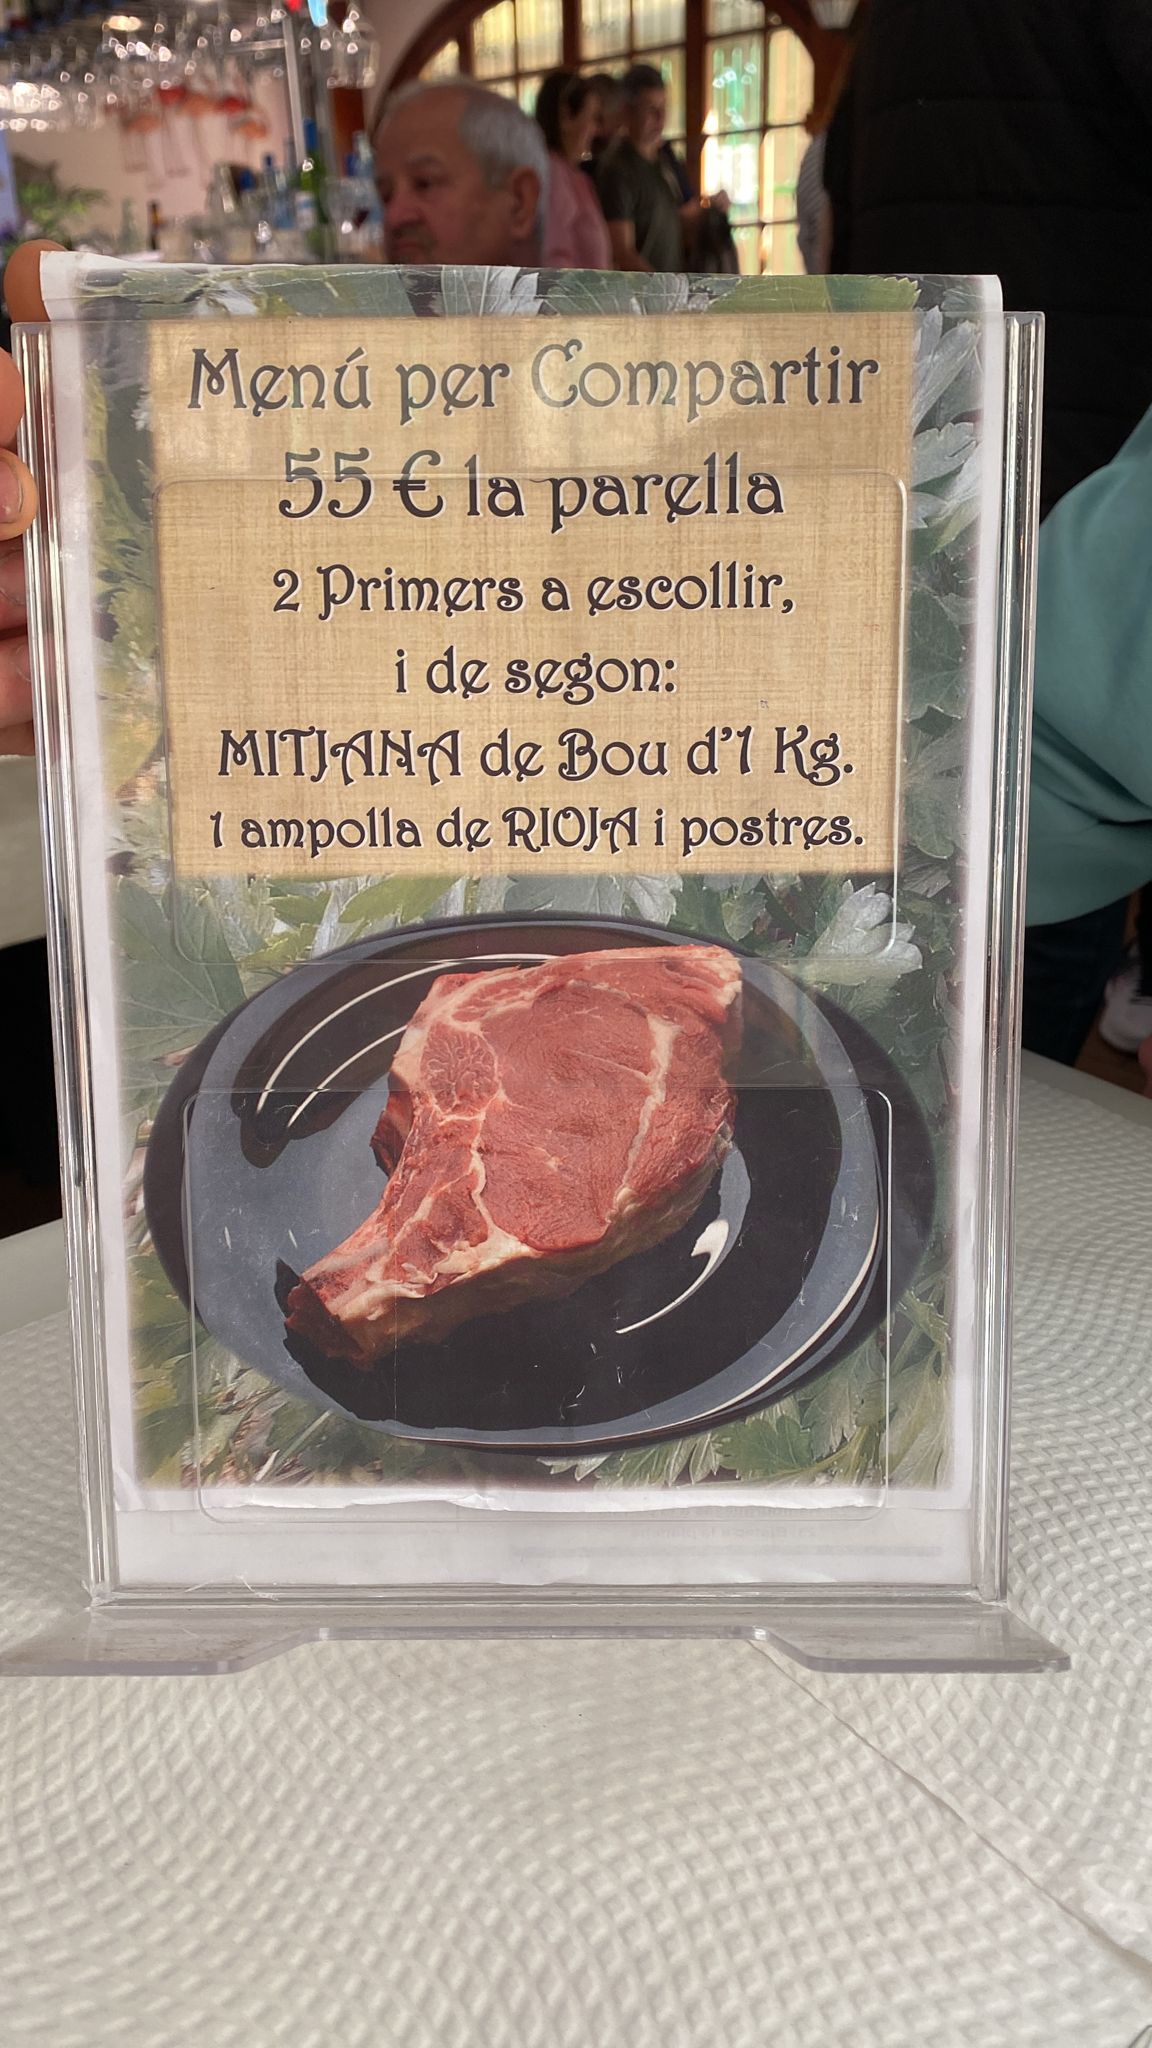 Menú per Compartir
55 € la parella
2 Primers a escollir,
i de segon:
MITJANA de Bou d'1 Kg.
1 ampolla de RIOJA i postres.